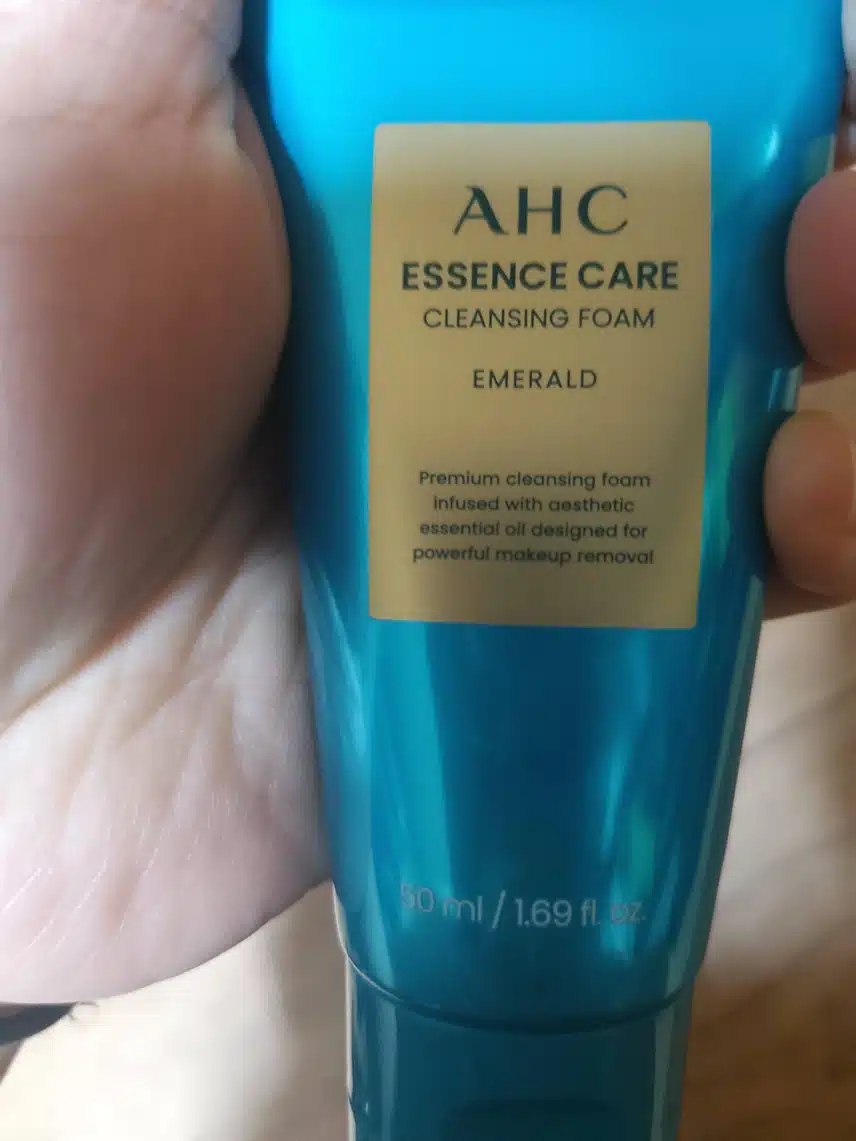 AHC
ESSENCE CARE
CLEANSING FOAM
EMERALD
Premium cleansing foam
infused with aesthetic
essential oil designed for
powerful makeup removal
50 ml / 1.69 fl. oz.